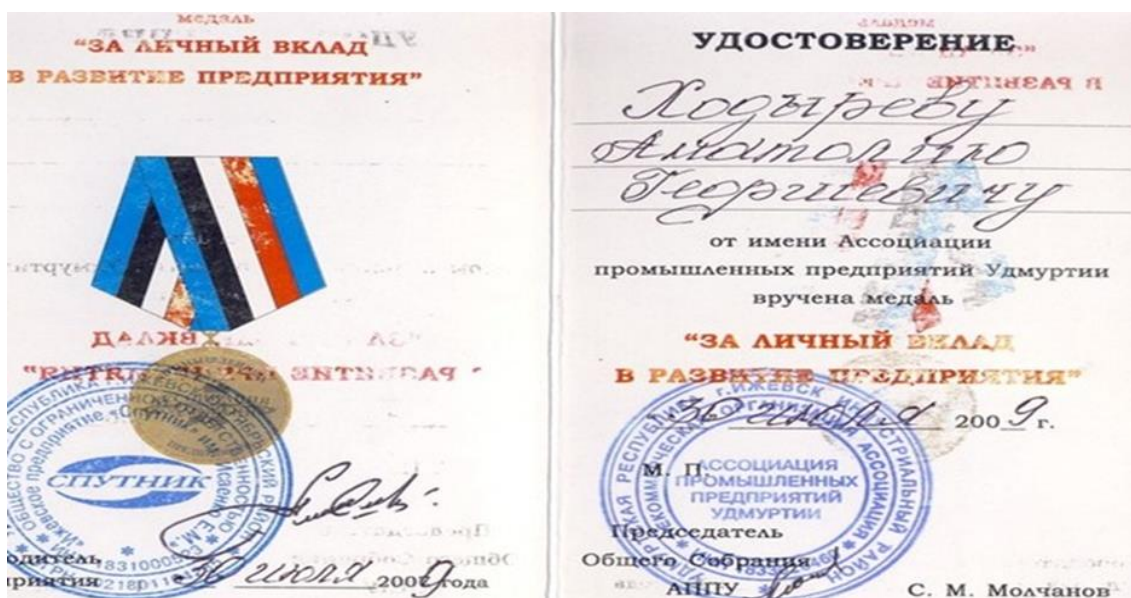 медаль
“ЗА ЛИЧНЫЙ ВКЛАД
В РАЗВИТИЕ ПРЕДПРИЯТИЯ”
СПУТНИК
30 июля 2009 года
УДОСТОВЕРЕНИЕ
Ходыреву
Анатолию
Георгиевичу
от имени Ассоциации
промышленных предприятий Удмуртии
вручена медаль
“ЗА ЛИЧНЫЙ ВКЛАД
В РАЗВИТИЕ ПРЕДПРИЯТИЯ”
30 июля 2009 г.
М. П.
АССОЦИАЦИЯ
ПРОМЫШЛЕННЫХ
ПРЕДПРИЯТИЙ
УДМУРТИИ
Председатель
Общего Собрания
АППУ С. М. Молчанов